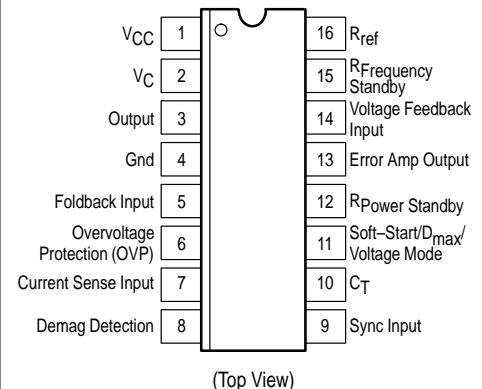 VCC 1
VC 2
Output 3
Gnd 4
Foldback Input 5
Overvoltage
Protection (OVP) 6
Current Sense Input 7
Demag Detection 8
16 Rref
15 RFrequency
Standby
14 Voltage Feedback
Input
13 Error Amp Output
12 RPower Standby
11 Soft–Start/Dmax/
Voltage Mode
10 CT
9 Sync Input
(Top View)